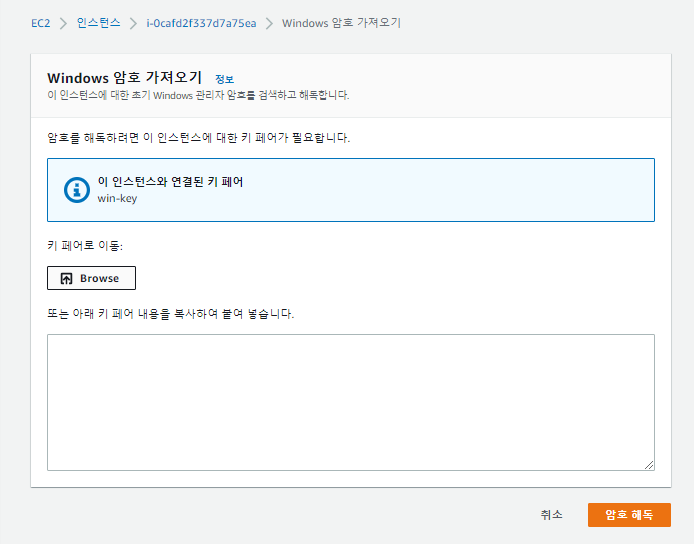 EC2 > 인스턴스 > i-0cafd2f337d7a75ea > Windows 암호 가져오기
Windows 암호 가져오기 정보
이 인스턴스에 대한 초기 Windows 관리자 암호를 검색하고 해독합니다.
암호를 해독하려면 이 인스턴스에 대한 키 페어가 필요합니다.
이 인스턴스와 연결된 키 페어
win-key
키 페어로 이동:
Browse
또는 아래 키 페어 내용을 복사하여 붙여 넣습니다.
취소 암호 해독